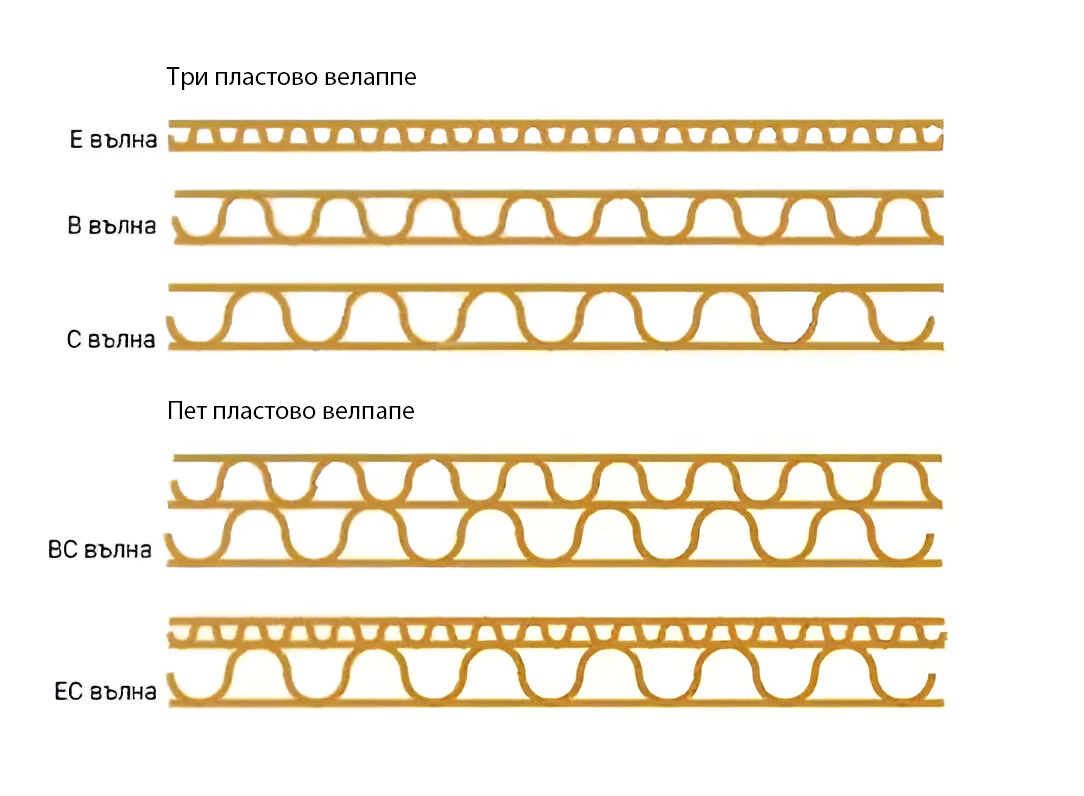 Три пластово велаппе
Е вълна
В вълна
С вълна
Пет пластово велпапе
ВС вълна
ЕС вълна